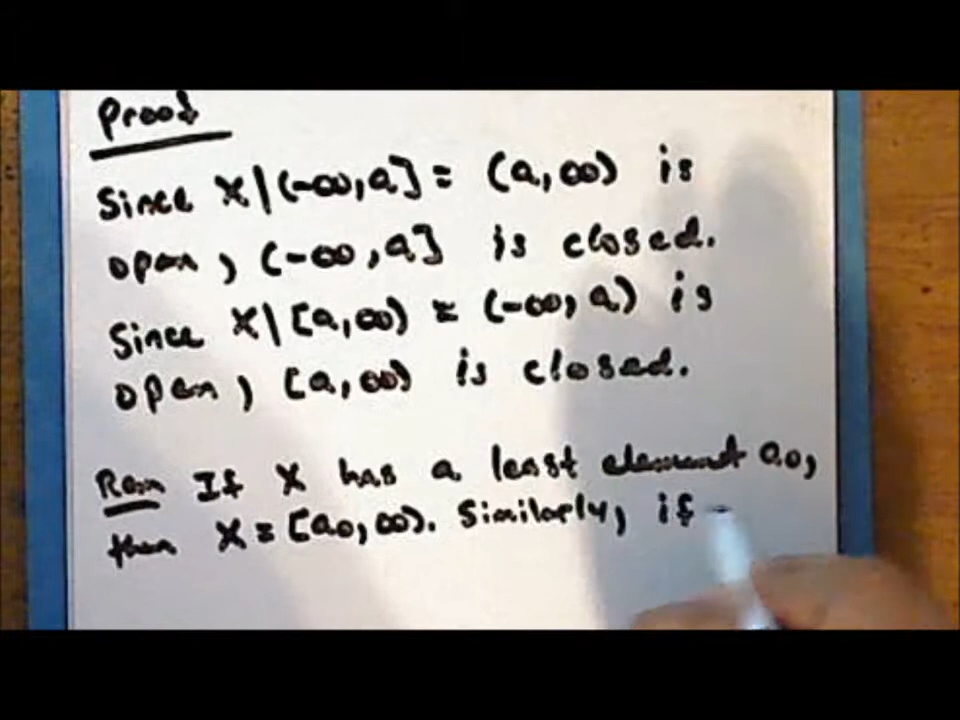 Proof
Since X\(-∞,a] = (a,∞) is
open, (-∞,a] is closed.
Since X\[a,∞) = (-∞,a) is
open, [a,∞) is closed.
Rem If X has a least element a₀,
then X = [a₀,∞). Similarly, if